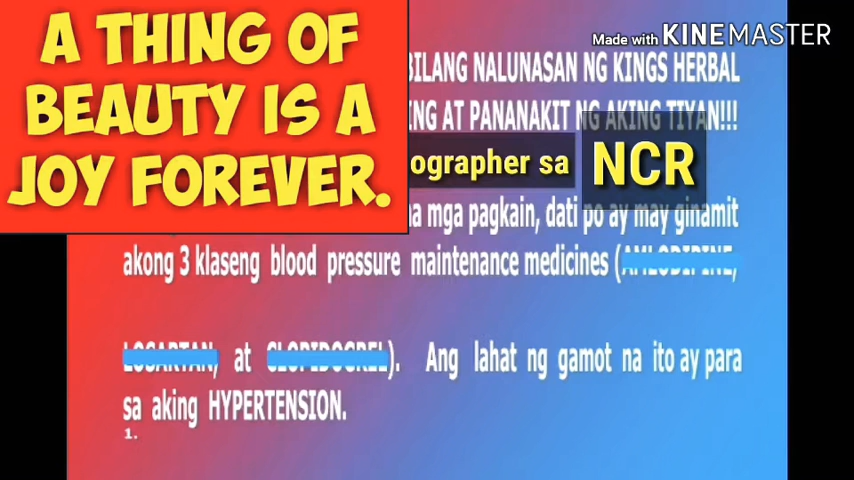 A THING OF
BEAUTY IS A
JOY FOREVER.
Made with KINEMASTER
BILANG NALUNASAN NG KINGS HERBAL
ING AT PANANAKIT NG AKING TIYAN!!!
ographer sa NCR
na mga pagkain, dati po ay may ginamit
akong 3 klaseng blood pressure maintenance medicines (AMLODIPINE,
LOSARTAN, at CLOPIDOGREL). Ang lahat ng gamot na ito ay para
sa aking HYPERTENSION.
1.